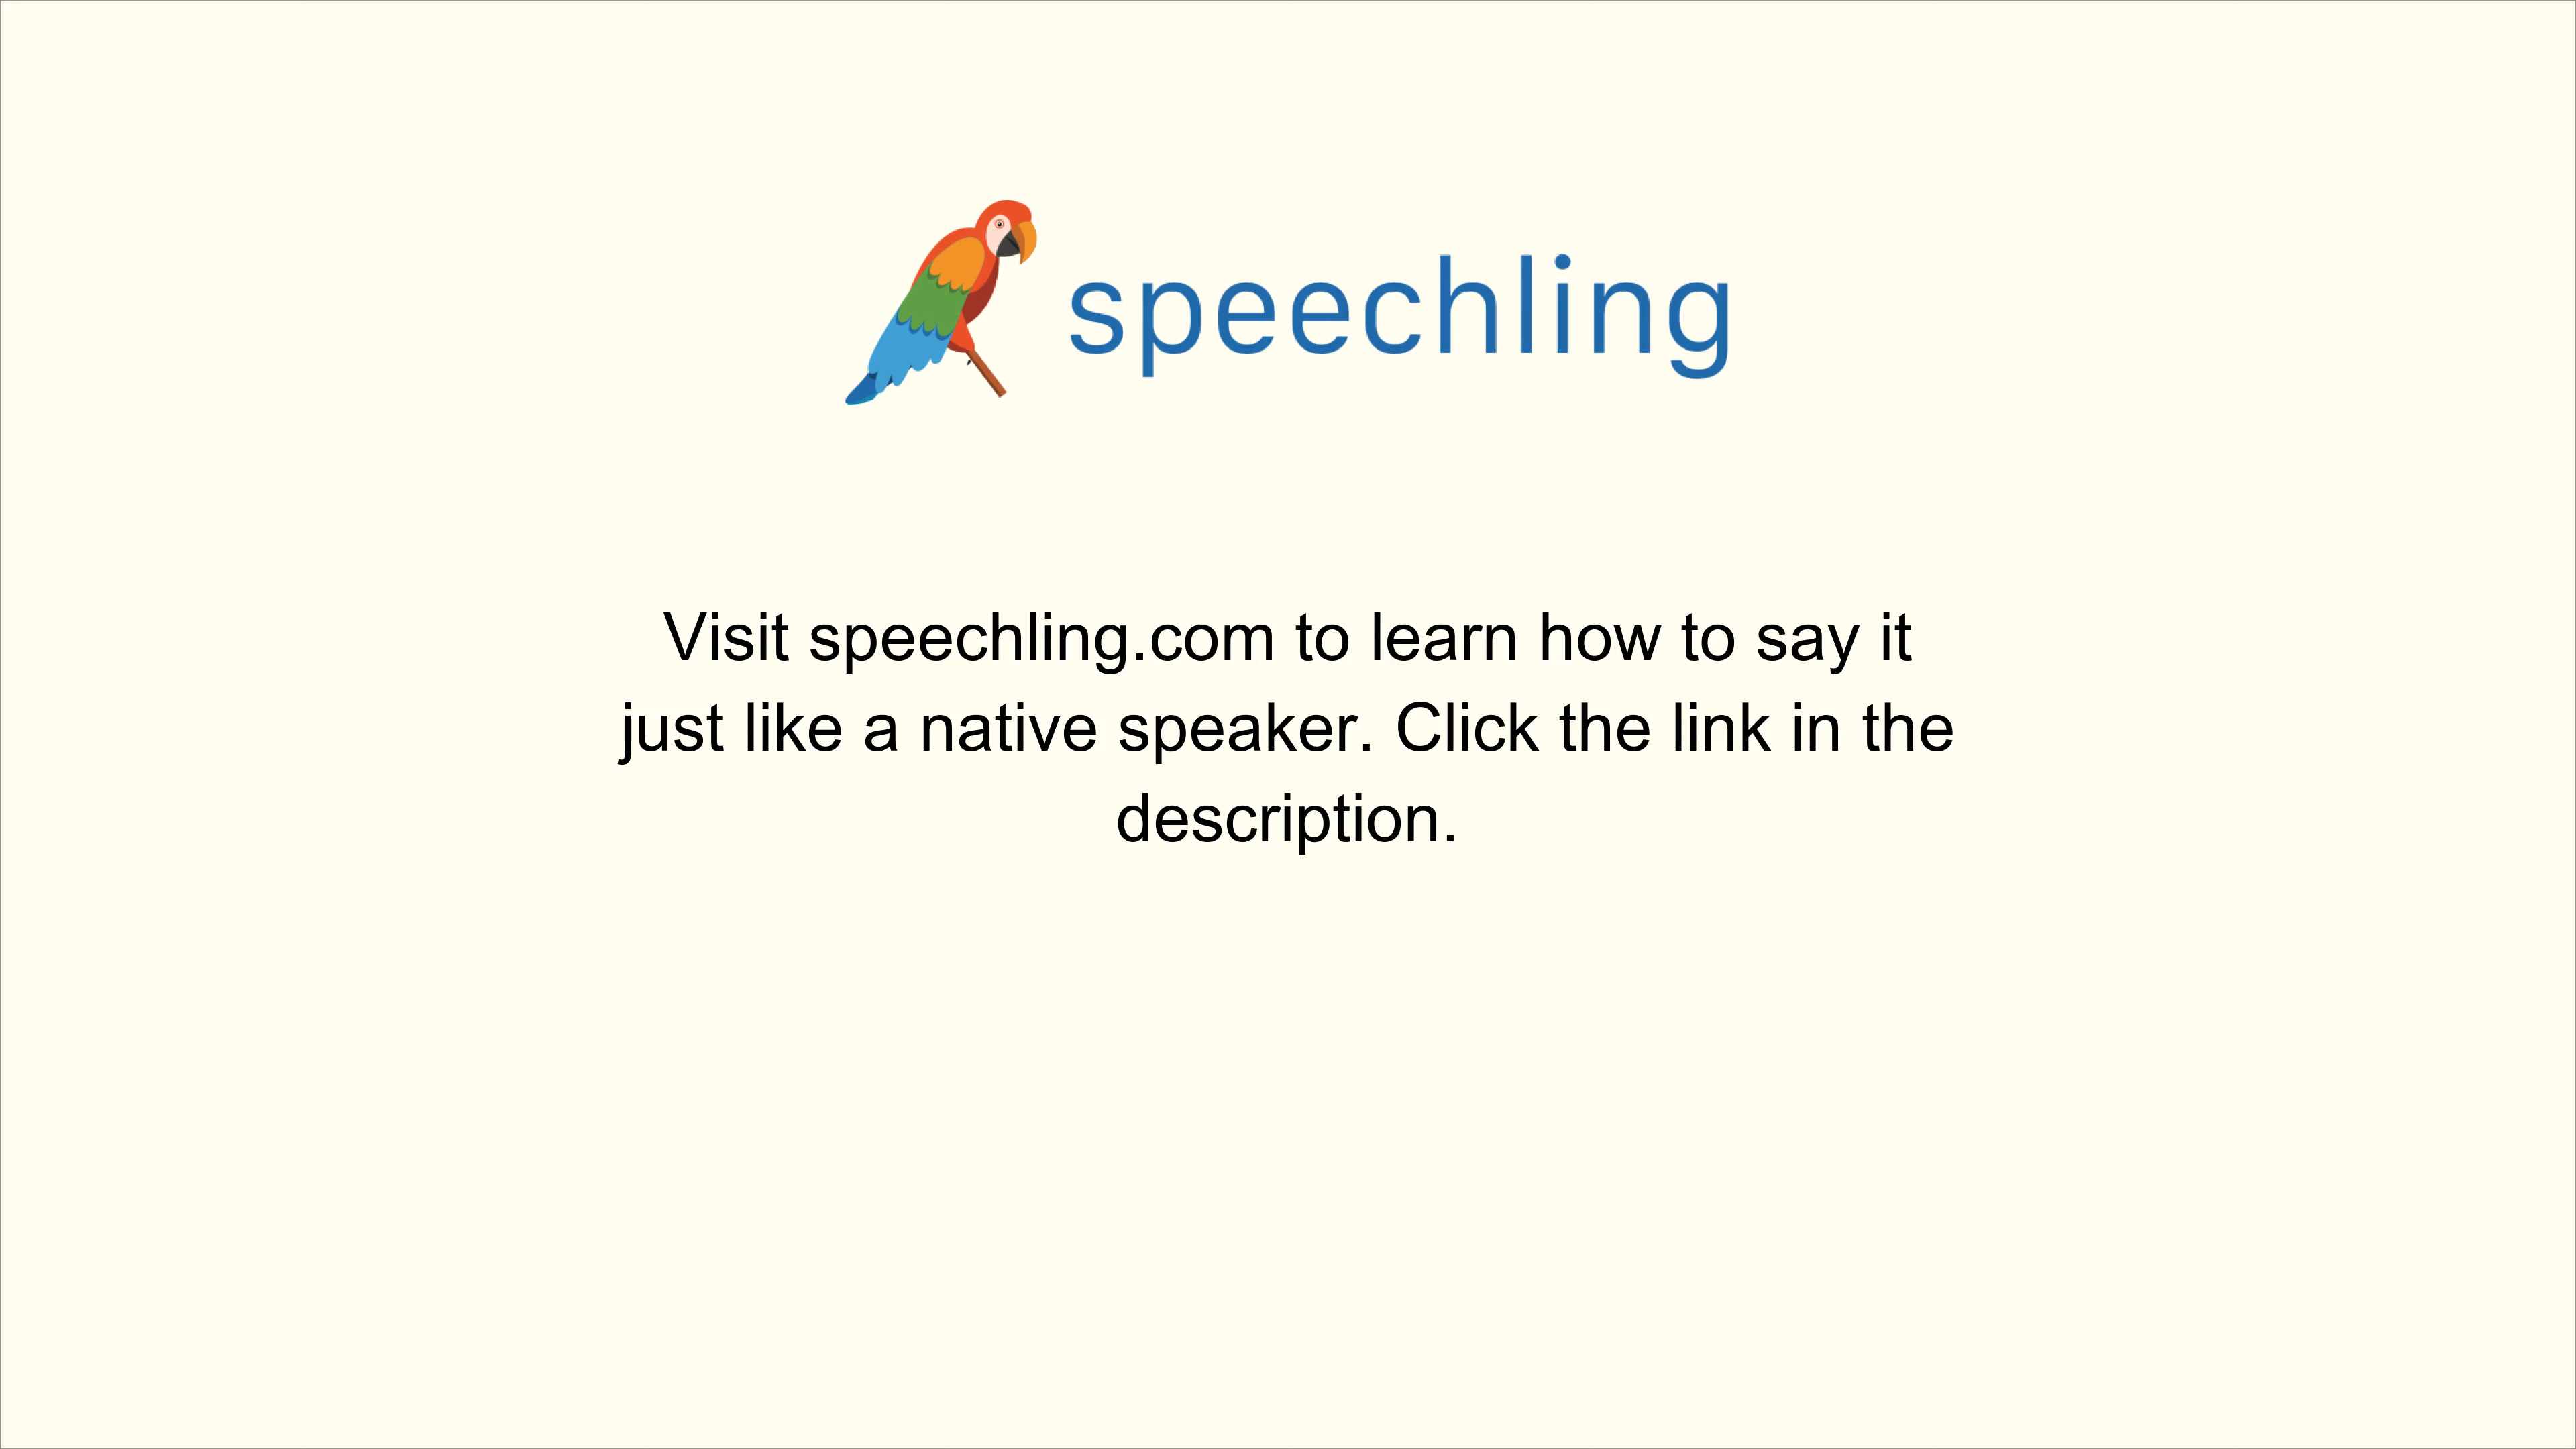 speechling
Visit speechling.com to learn how to say it
just like a native speaker. Click the link in the
description.